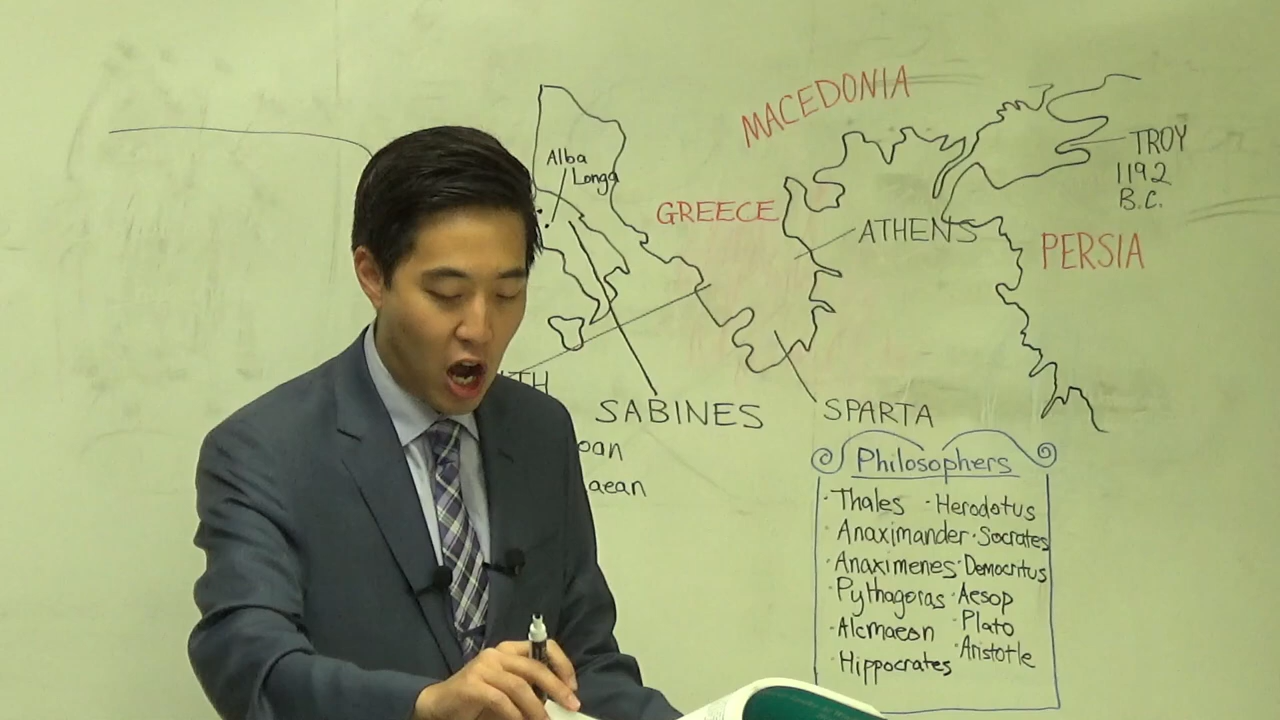 MACEDONIA
TROY
1192
B.C.
Alba
Longa
GREECE
ATHENS
PERSIA
SABINES
SPARTA
Philosophers
· Thales
· Anaximander
· Anaximenes
· Pythagoras
· Alcmaeon
· Hippocrates
· Herodotus
· Socrates
· Democritus
· Aesop
· Plato
· Aristotle